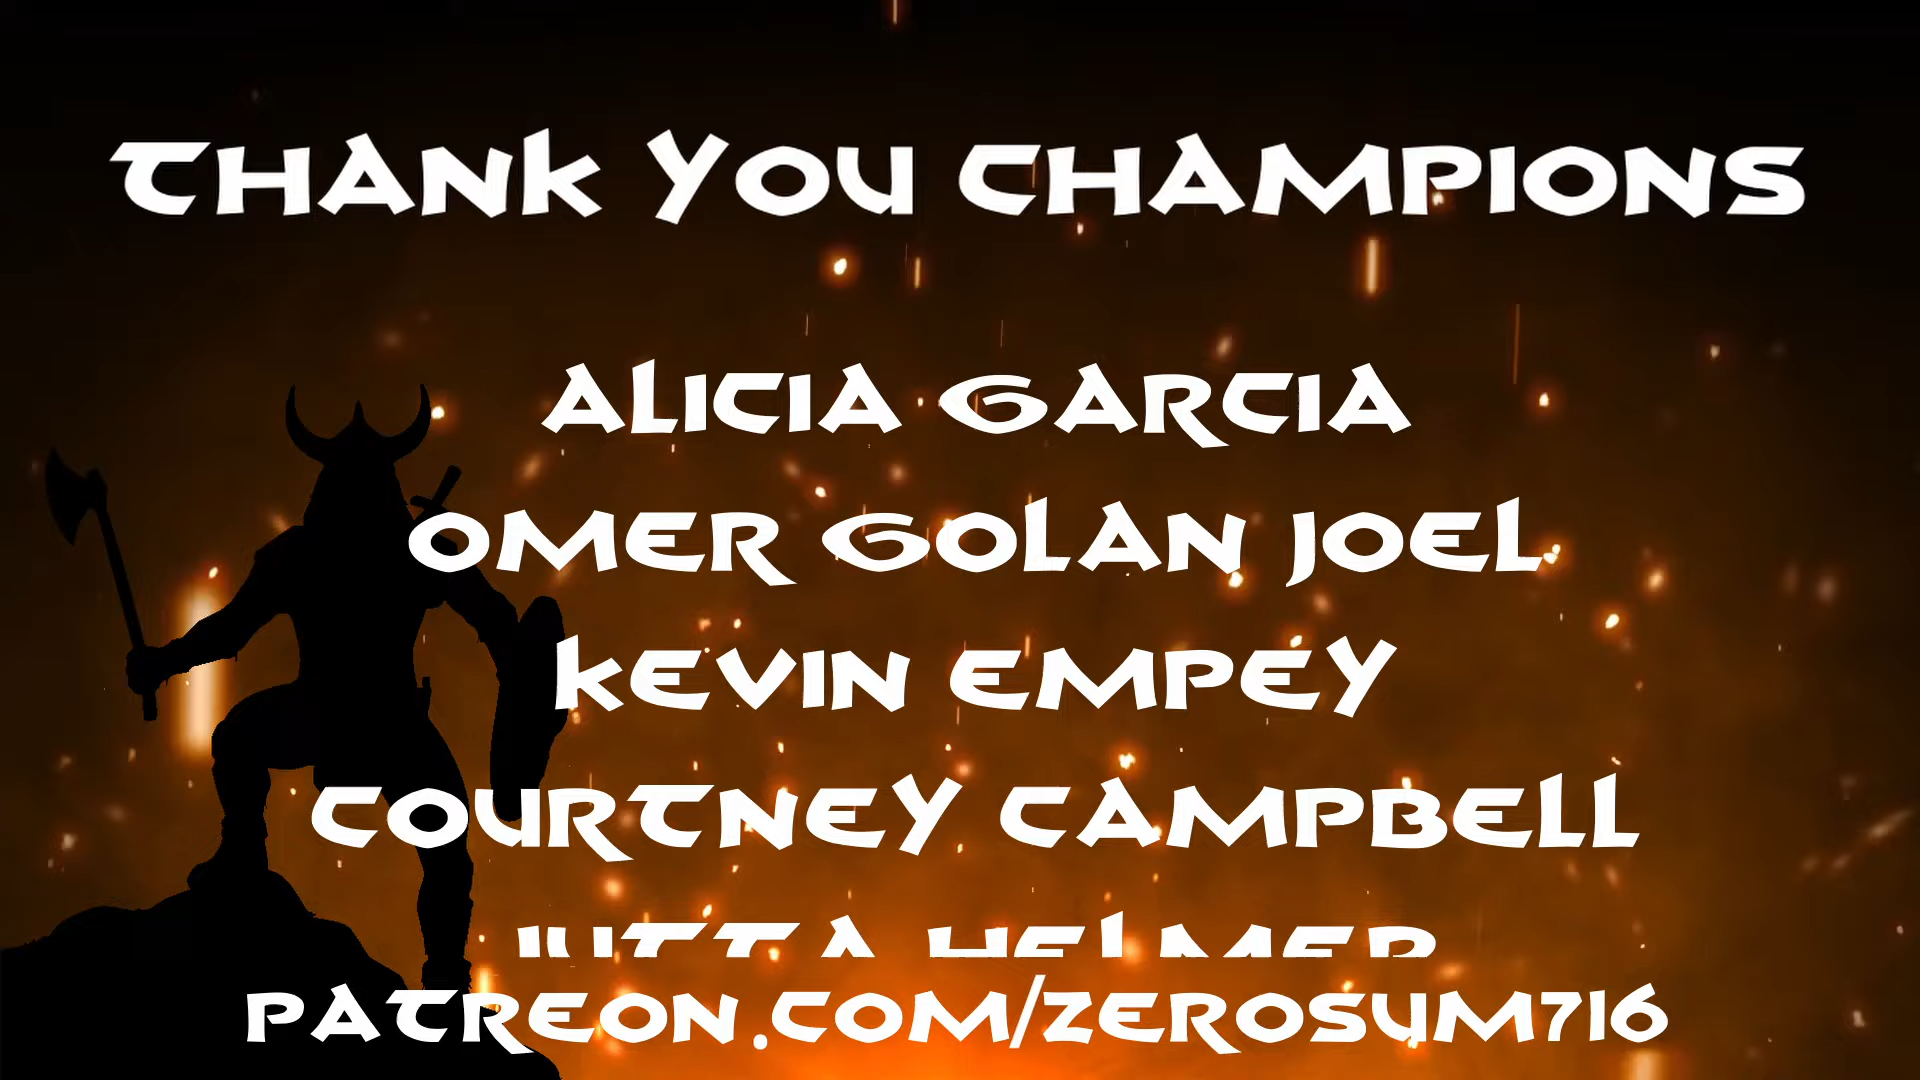 THANK YOU CHAMPIONS
ALICIA GARCIA
OMER GOLAN JOEL
KEVIN EMPEY
COURTNEY CAMPBELL
PATREON.COM/ZEROSUM716